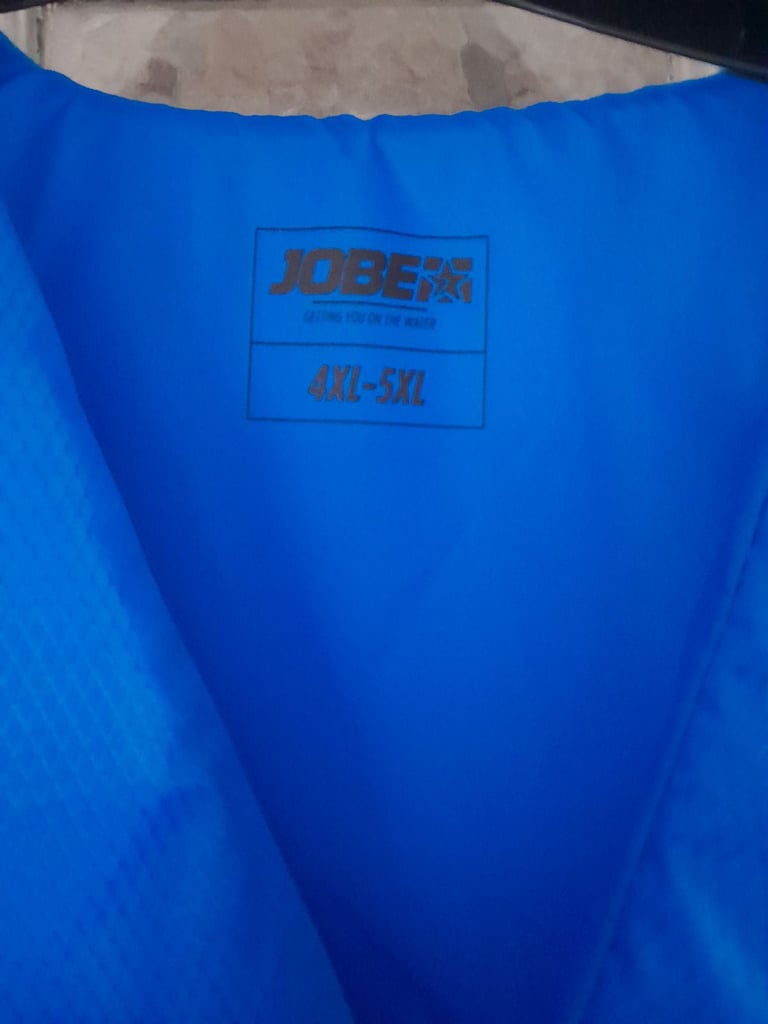 JOBE
GETTING YOU ON THE WATER
4XL-5XL